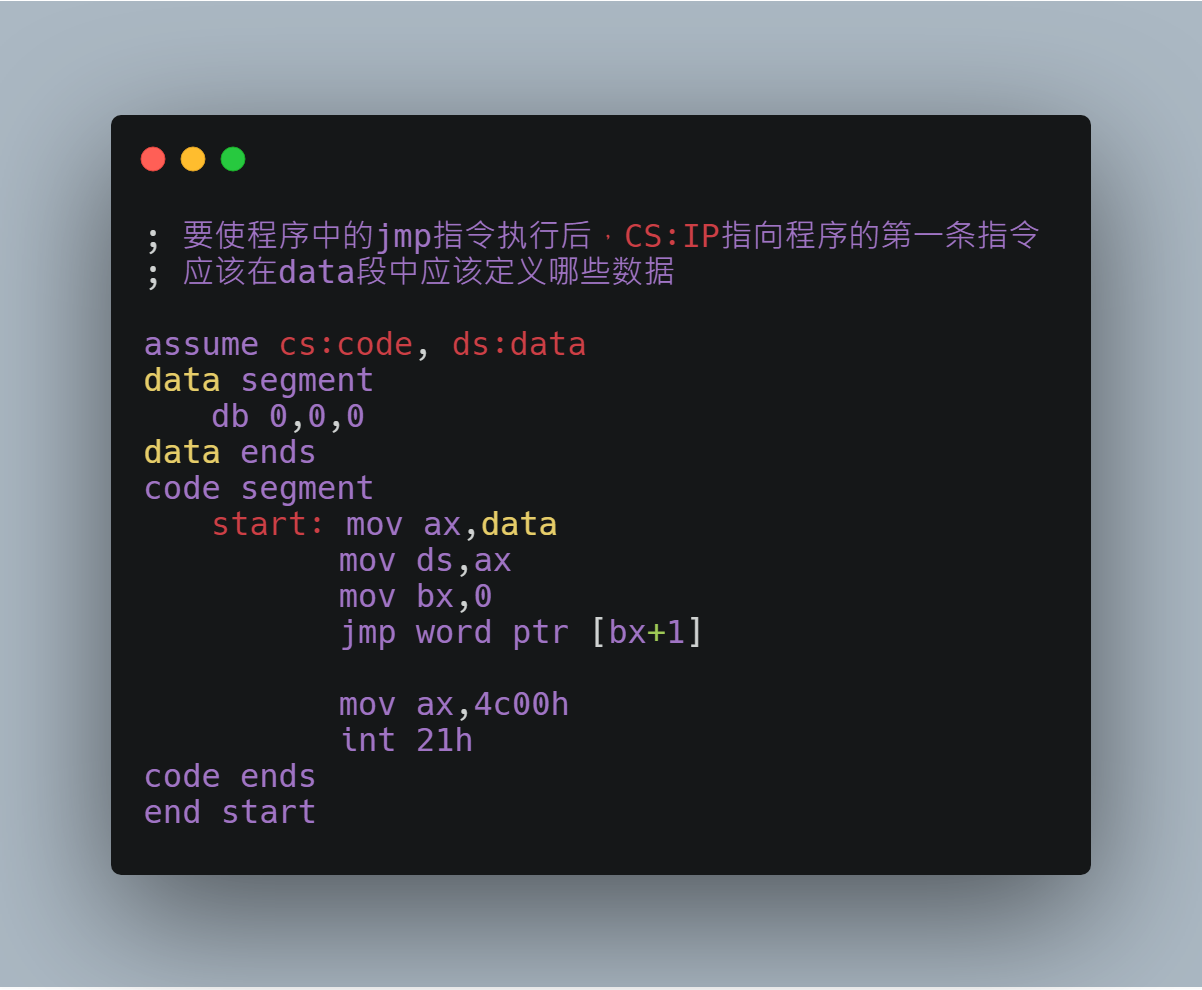 ; 要使程序中的jmp指令执行后，CS:IP指向程序的第一条指令
; 应该在data段中应该定义哪些数据
assume cs:code, ds:data
data segment
db 0,0,0
data ends
code segment
start: mov ax,data
mov ds,ax
mov bx,0
jmp word ptr [bx+1]
mov ax,4c00h
int 21h
code ends
end start